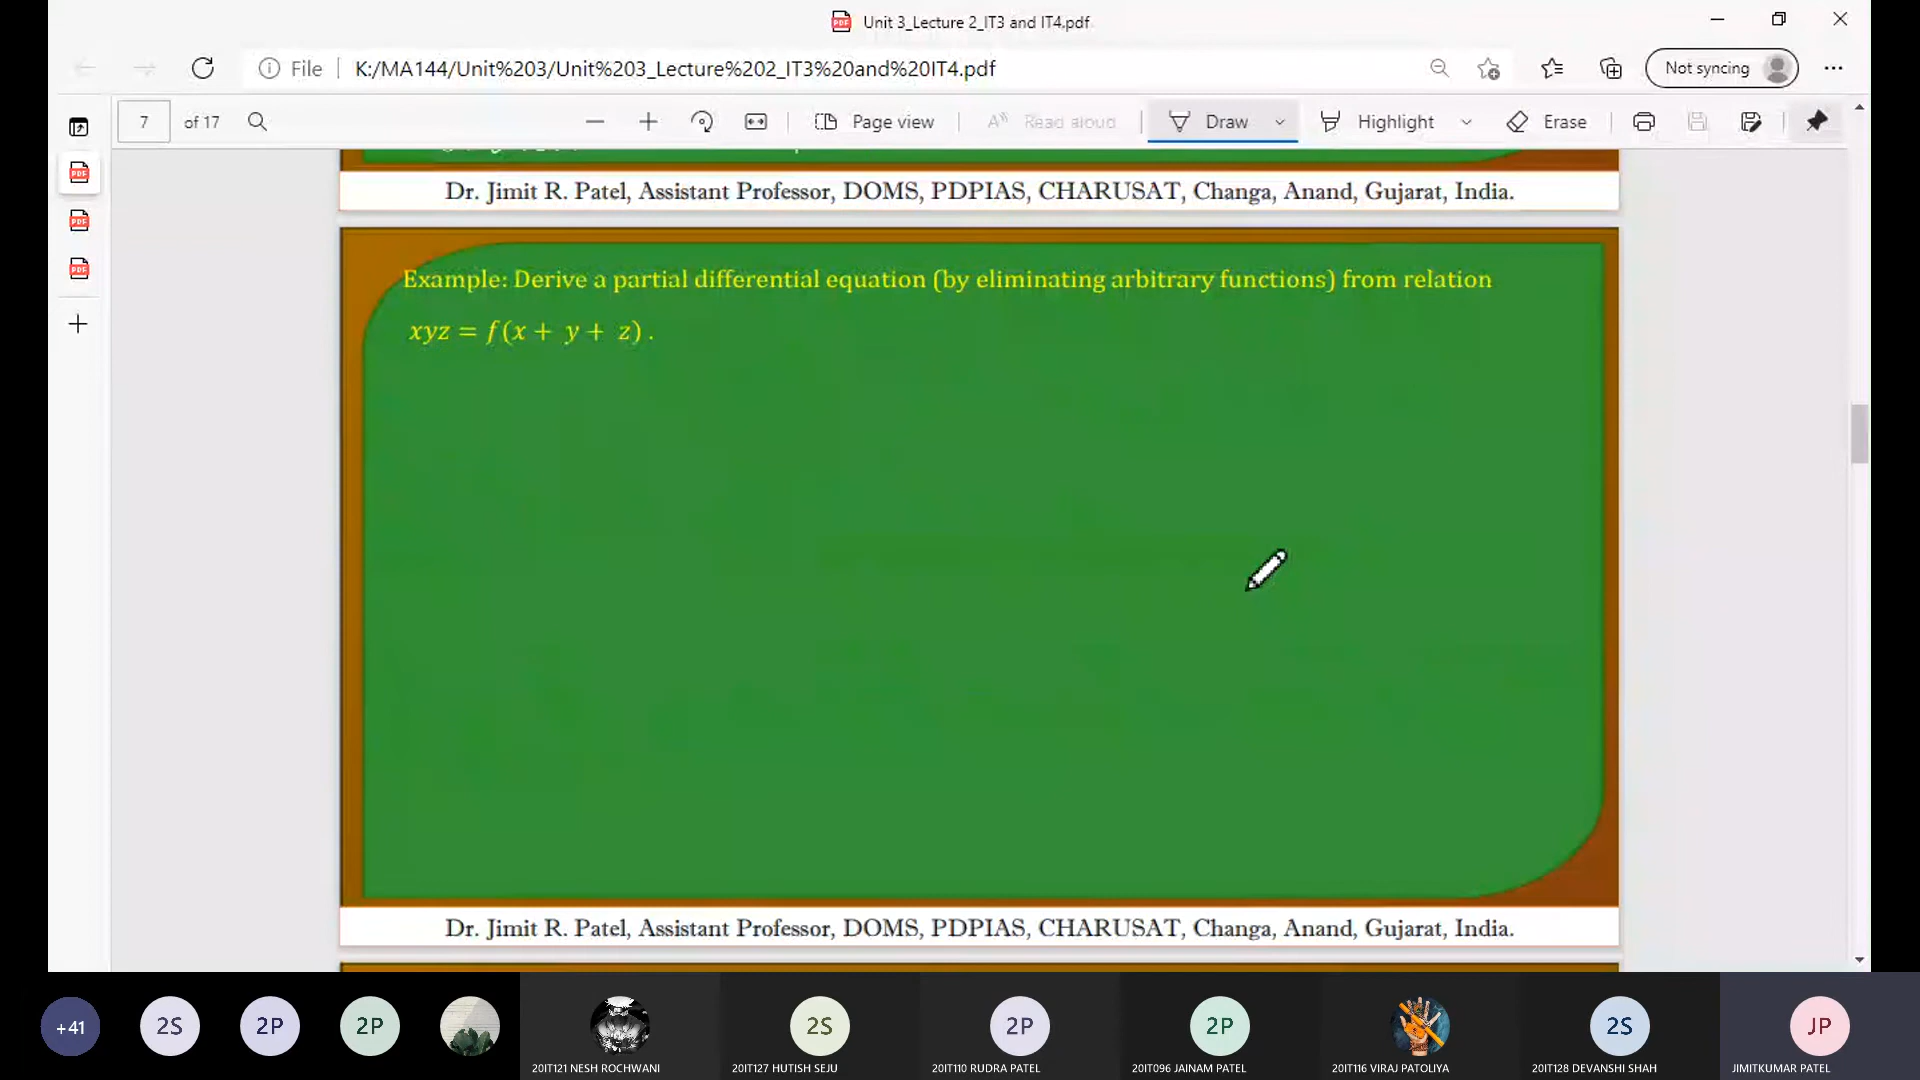 Unit 3_Lecture 2_IT3 and IT4.pdf
File | K:/MA144/Unit%203/Unit%203_Lecture%202_IT3%20and%20IT4.pdf
Not syncing
7 of 17
Page view
Read aloud
Draw
Highlight
Erase
Dr. Jimit R. Patel, Assistant Professor, DOMS, PDPIAS, CHARUSAT, Changa, Anand, Gujarat, India.
Example: Derive a partial differential equation (by eliminating arbitrary functions) from relation
xyz = f(x + y + z) .
Dr. Jimit R. Patel, Assistant Professor, DOMS, PDPIAS, CHARUSAT, Changa, Anand, Gujarat, India.
+41 2S 2P 2P 2S 2P 2P 2S JP
20IT121 NESH ROCHWANI 20IT127 HUTISH SEJU 20IT110 RUDRA PATEL 20IT096 JAINAM PATEL 20IT116 VIRAJ PATOLIYA 20IT128 DEVANSHI SHAH JIMITKUMAR PATEL